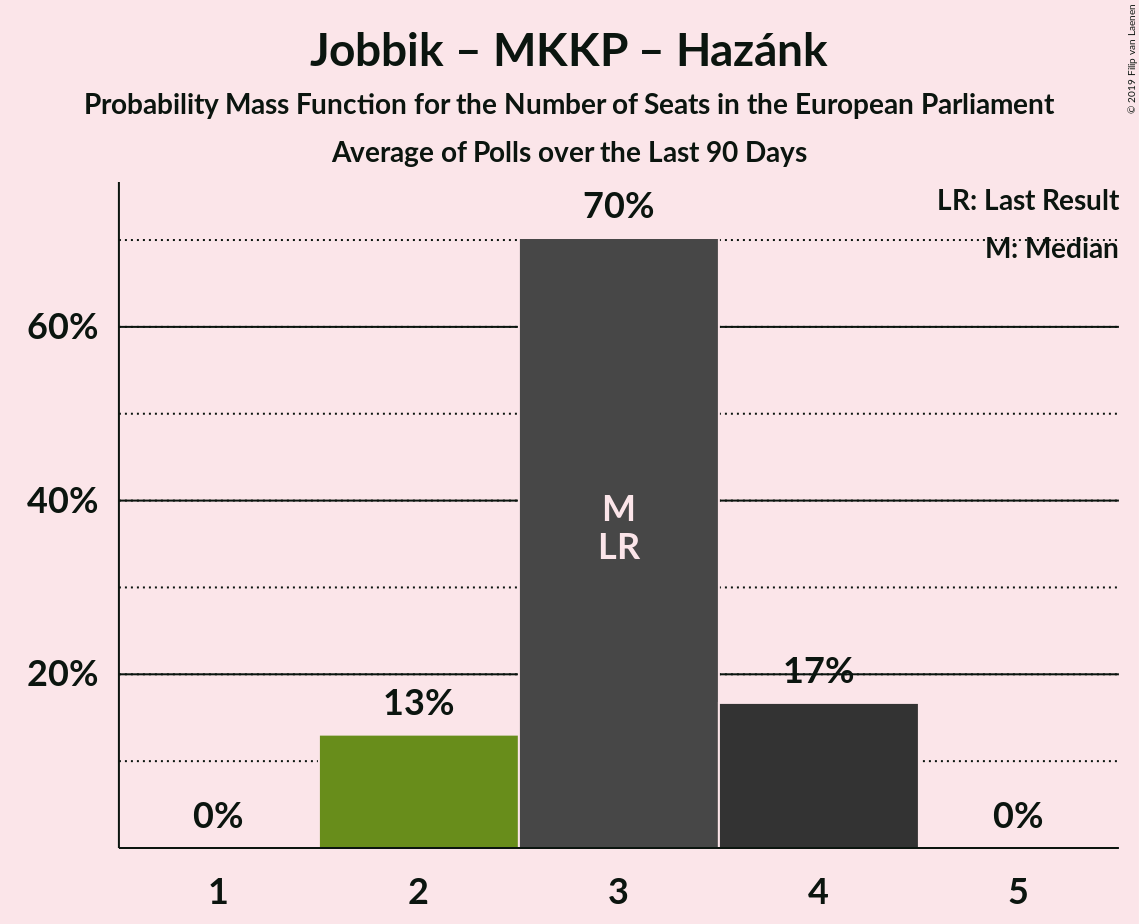 Jobbik – MKKP – Hazánk
Probability Mass Function for the Number of Seats in the European Parliament
Average of Polls over the Last 90 Days
© 2019 Filip van Laenen
LR: Last Result
M: Median
70%
60%
40%
20%
M
LR
17%
13%
0%
0%
1
2
3
4
5